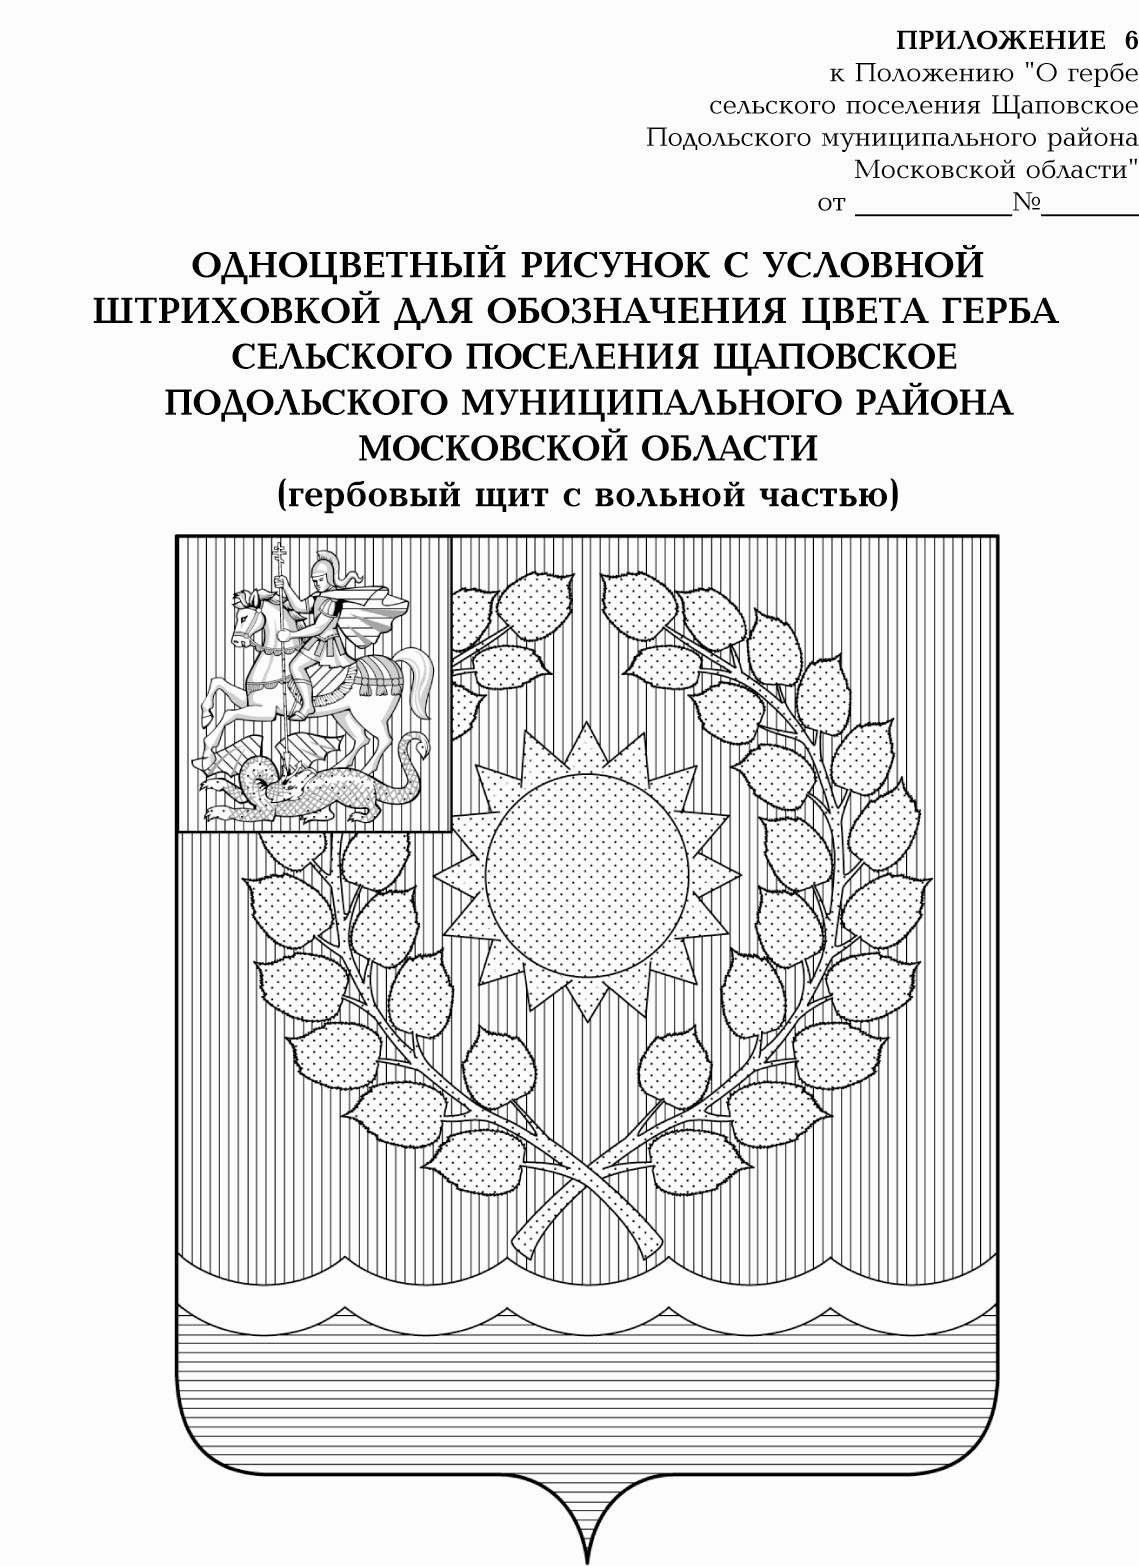 ПРИЛОЖЕНИЕ 6
к Положению "О гербе
сельского поселения Щаповское
Подольского муниципального района
Московской области"
от ___________№_______
ОДНОЦВЕТНЫЙ РИСУНОК С УСЛОВНОЙ
ШТРИХОВКОЙ ДЛЯ ОБОЗНАЧЕНИЯ ЦВЕТА ГЕРБА
СЕЛЬСКОГО ПОСЕЛЕНИЯ ЩАПОВСКОЕ
ПОДОЛЬСКОГО МУНИЦИПАЛЬНОГО РАЙОНА
МОСКОВСКОЙ ОБЛАСТИ
(гербовый щит с вольной частью)